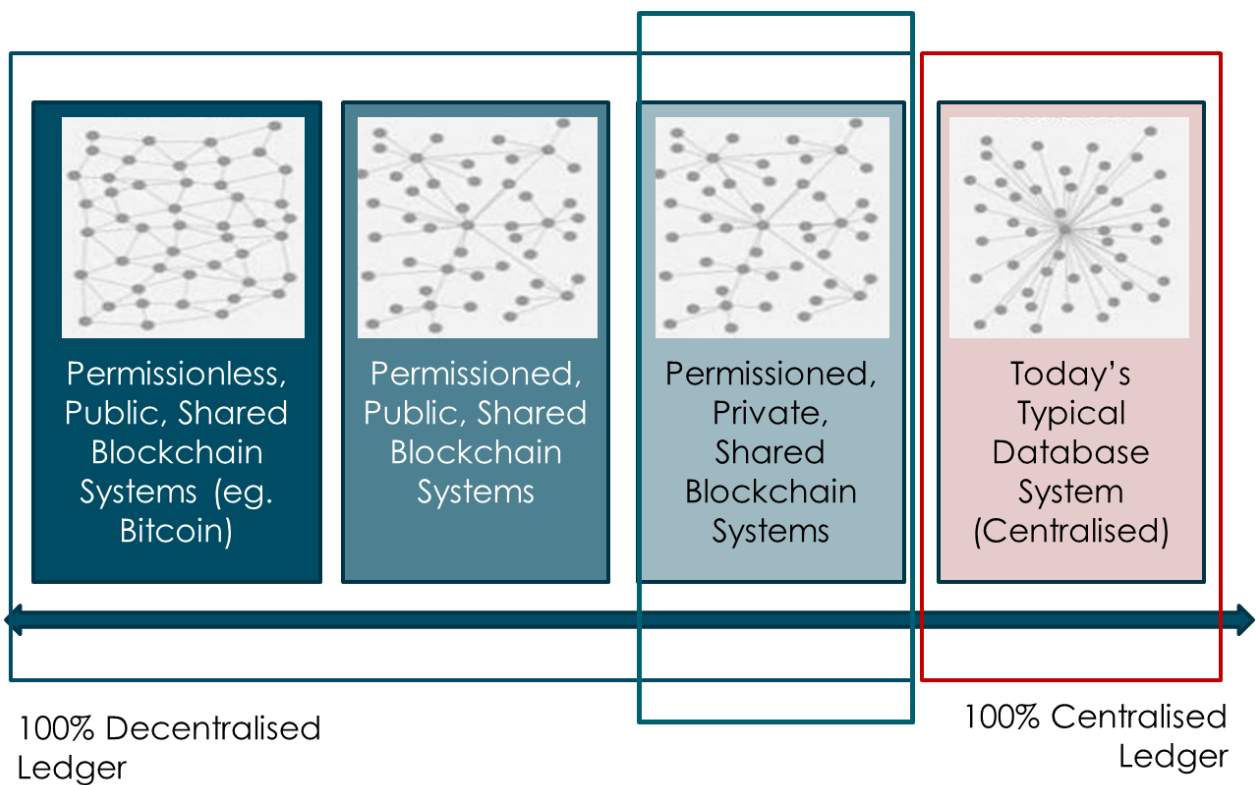 Permissionless,
Public, Shared
Blockchain
Systems (eg.
Bitcoin)
Permissioned,
Public, Shared
Blockchain
Systems
Permissioned,
Private,
Shared
Blockchain
Systems
Today’s
Typical
Database
System
(Centralised)
100% Decentralised
Ledger
100% Centralised
Ledger